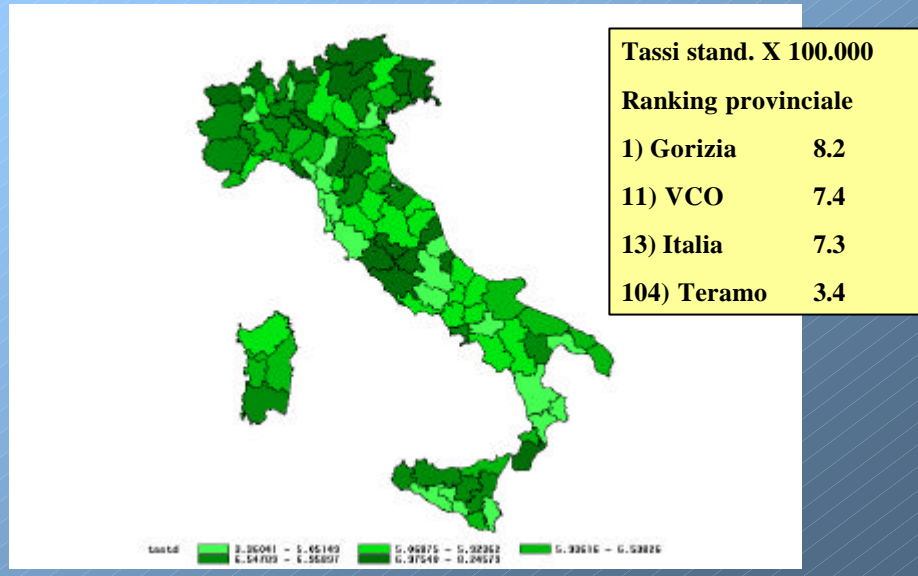 Tassi stand. X 100.000
Ranking provinciale
1) Gorizia 8.2
11) VCO 7.4
13) Italia 7.3
104) Teramo 3.4